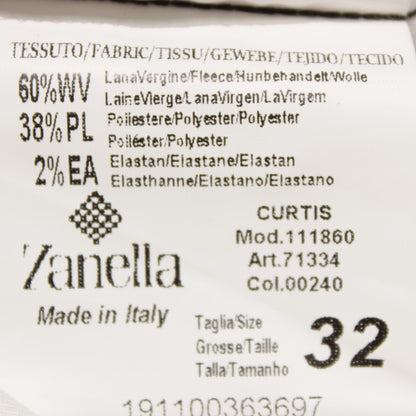 TESSUTO/FABRIC/TISSU/GEWEBE/TEJIDO/TECIDO
60%WV LanaVergine/Fleece/Hunbehandelt/Wolle
LaineVierge/LanaVirgen/LaVirgem
38%PL Poliestere/Polyester/Polyester
Poliéster/Polyester
2%EA Elastan/Elastane/Elastan
Elasthanne/Elastano/Elastano
Zanella
Made in Italy
CURTIS
Mod.111860
Art.71334
Col.00240
Taglia/Size
Grosse/Taille
Talla/Tamanho
32
191100363697